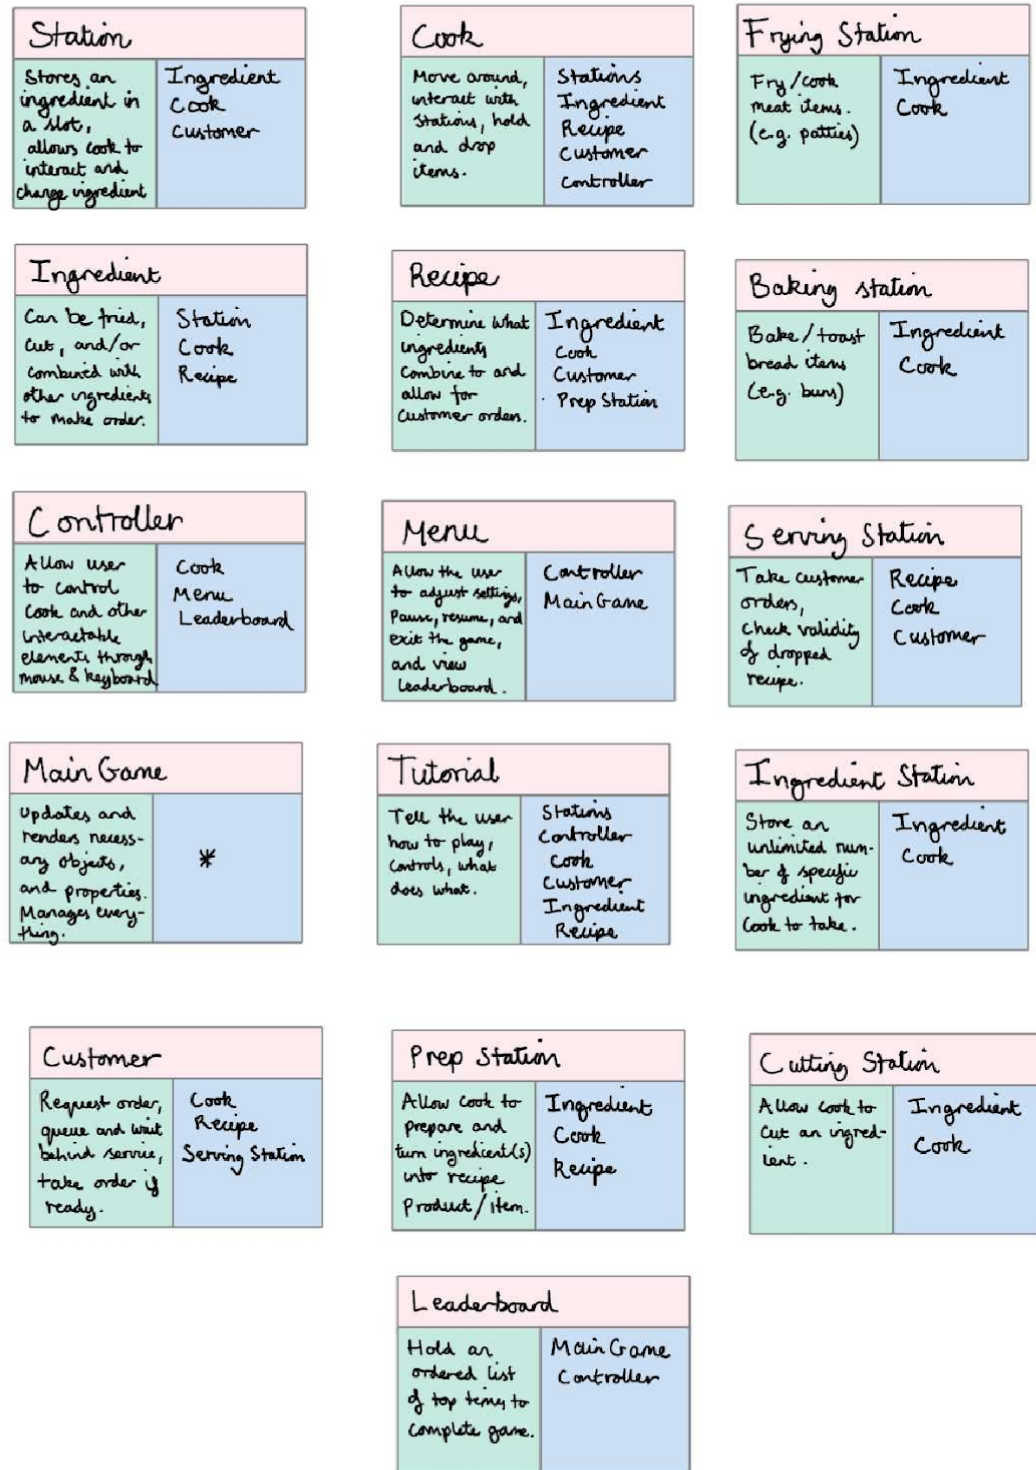 Station
Stores an
ingredient in
a slot,
allows cook to
interact and
change ingredient
Ingredient
Cook
Customer
Cook
Move around,
interact with
stations, hold
and drop
items.
Stations
Ingredient
Recipe
Customer
Controller
Frying Station
Fry/cook
meat items.
(e.g. patties)
Ingredient
Cook
Ingredient
Can be fried,
cut, and/or
combined with
other ingredients
to make order.
Station
Cook
Recipe
Recipe
Determine what
ingredients
combine to and
allow for
customer orders.
Ingredient
Cook
Customer
Prep Station
Baking station
Bake/toast
bread items
(e.g. buns)
Ingredient
Cook
Controller
Allow user
to control
Cook and other
interactable
elements through
mouse & keyboard
Cook
Menu
Leaderboard
Menu
Allow the user
to adjust settings,
Pause, resume, and
exit the game,
and view
leaderboard.
Controller
Main Game
Serving Station
Take customer
orders,
check validity
of dropped
recipe.
Recipe
Cook
Customer
Main Game
Updates and
renders necess-
ary objects,
and properties.
Manages every-
thing.
*
Tutorial
Tell the user
how to play,
controls, what
does what.
Stations
Controller
Cook
Customer
Ingredient
Recipe
Ingredient Station
Store an
unlimited num-
ber of specific
ingredient for
Cook to take.
Ingredient
Cook
Customer
Request order,
queue and wait
behind service,
take order if
ready.
Cook
Recipe
Serving Station
Prep Station
Allow cook to
prepare and
turn ingredient(s)
into recipe
Product/item.
Ingredient
Cook
Recipe
Cutting Station
Allow cook to
cut an ingred-
ient.
Ingredient
Cook
Leaderboard
Hold an
ordered list
of top times to
complete game.
Main Game
Controller